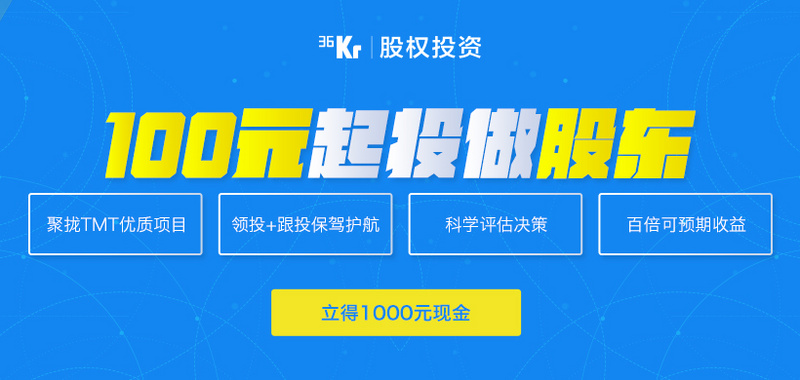 36Kr 股权投资
100元起投做股东
聚拢TMT优质项目
领投+跟投保驾护航
科学评估决策
百倍可预期收益
立得1000元现金